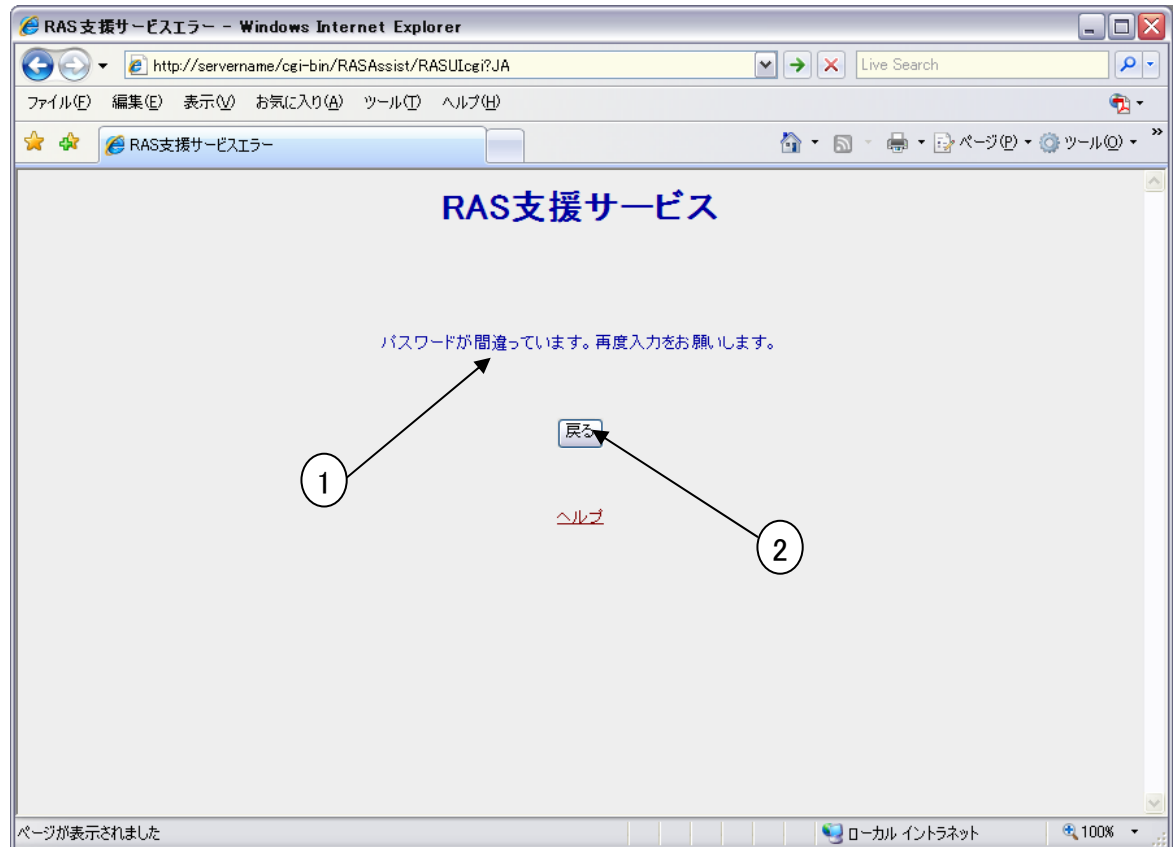 RAS支援サービスエラー - Windows Internet Explorer
http://servername/cgi-bin/RASAssist/RASUIcgi?JA
Live Search
ファイル(F) 編集(E) 表示(V) お気に入り(A) ツール(T) ヘルプ(H)
RAS支援サービスエラー
ページ(P) ツール(O)
RAS支援サービス
パスワードが間違っています。再度入力をお願いします。
戻る
1
ヘルプ
2
ページが表示されました
ローカル イントラネット
100%